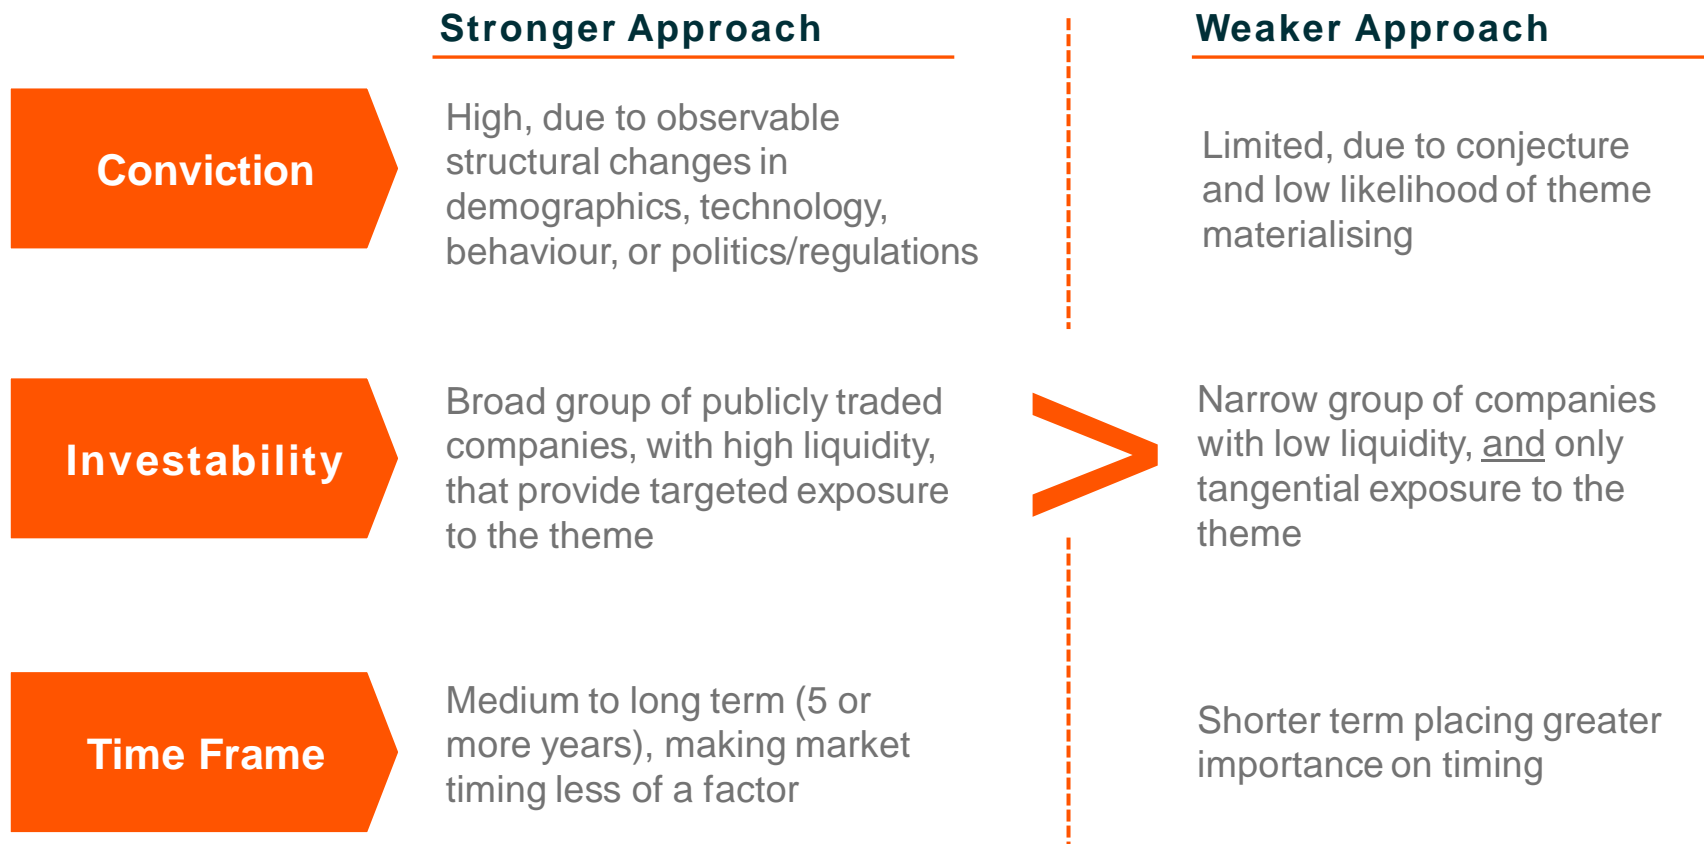 Stronger Approach
Weaker Approach
Conviction
High, due to observable
structural changes in
demographics, technology,
behaviour, or politics/regulations
Limited, due to conjecture
and low likelihood of theme
materialising
Investability
Broad group of publicly traded
companies, with high liquidity,
that provide targeted exposure
to the theme
>
Narrow group of companies
with low liquidity, and only
tangential exposure to the
theme
Time Frame
Medium to long term (5 or
more years), making market
timing less of a factor
Shorter term placing greater
importance on timing